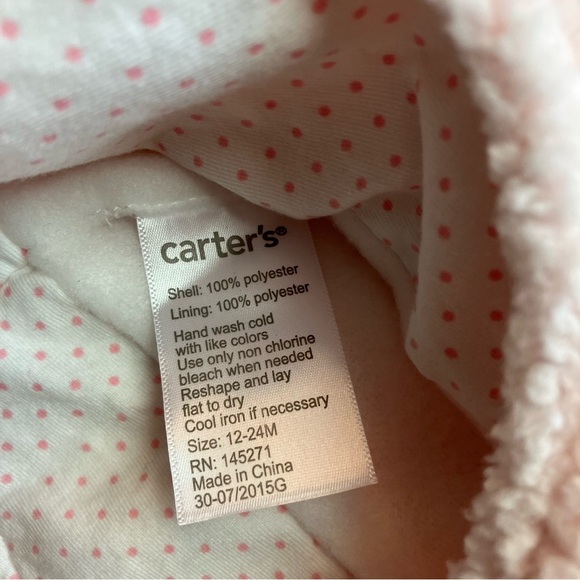 carter's®
Shell: 100% polyester
Lining: 100% polyester
Hand wash cold
with like colors
Use only non chlorine
bleach when needed
Reshape and lay
flat to dry
Cool iron if necessary
Size: 12-24M
RN: 145271
Made in China
30-07/2015G